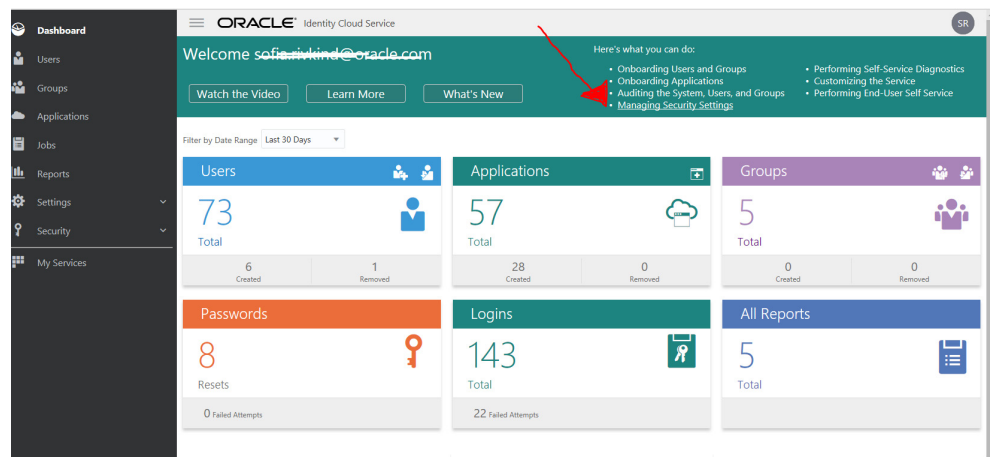 Dashboard
Users
Groups
Applications
Jobs
Reports
Settings
Security
My Services
ORACLE® Identity Cloud Service
SR
Welcome sofia.rivkind@oracle.com
Watch the Video
Learn More
What's New
Here's what you can do:
• Onboarding Users and Groups
• Onboarding Applications
• Auditing the System, Users, and Groups
• Managing Security Settings
• Performing Self-Service Diagnostics
• Customizing the Service
• Performing End-User Self Service
Filter by Date Range Last 30 Days
Users
73
Total
6
Created
1
Removed
Applications
57
Total
28
Created
0
Removed
Groups
5
Total
0
Created
0
Removed
Passwords
8
Resets
0 Failed Attempts
Logins
143
Total
22 Failed Attempts
All Reports
5
Total